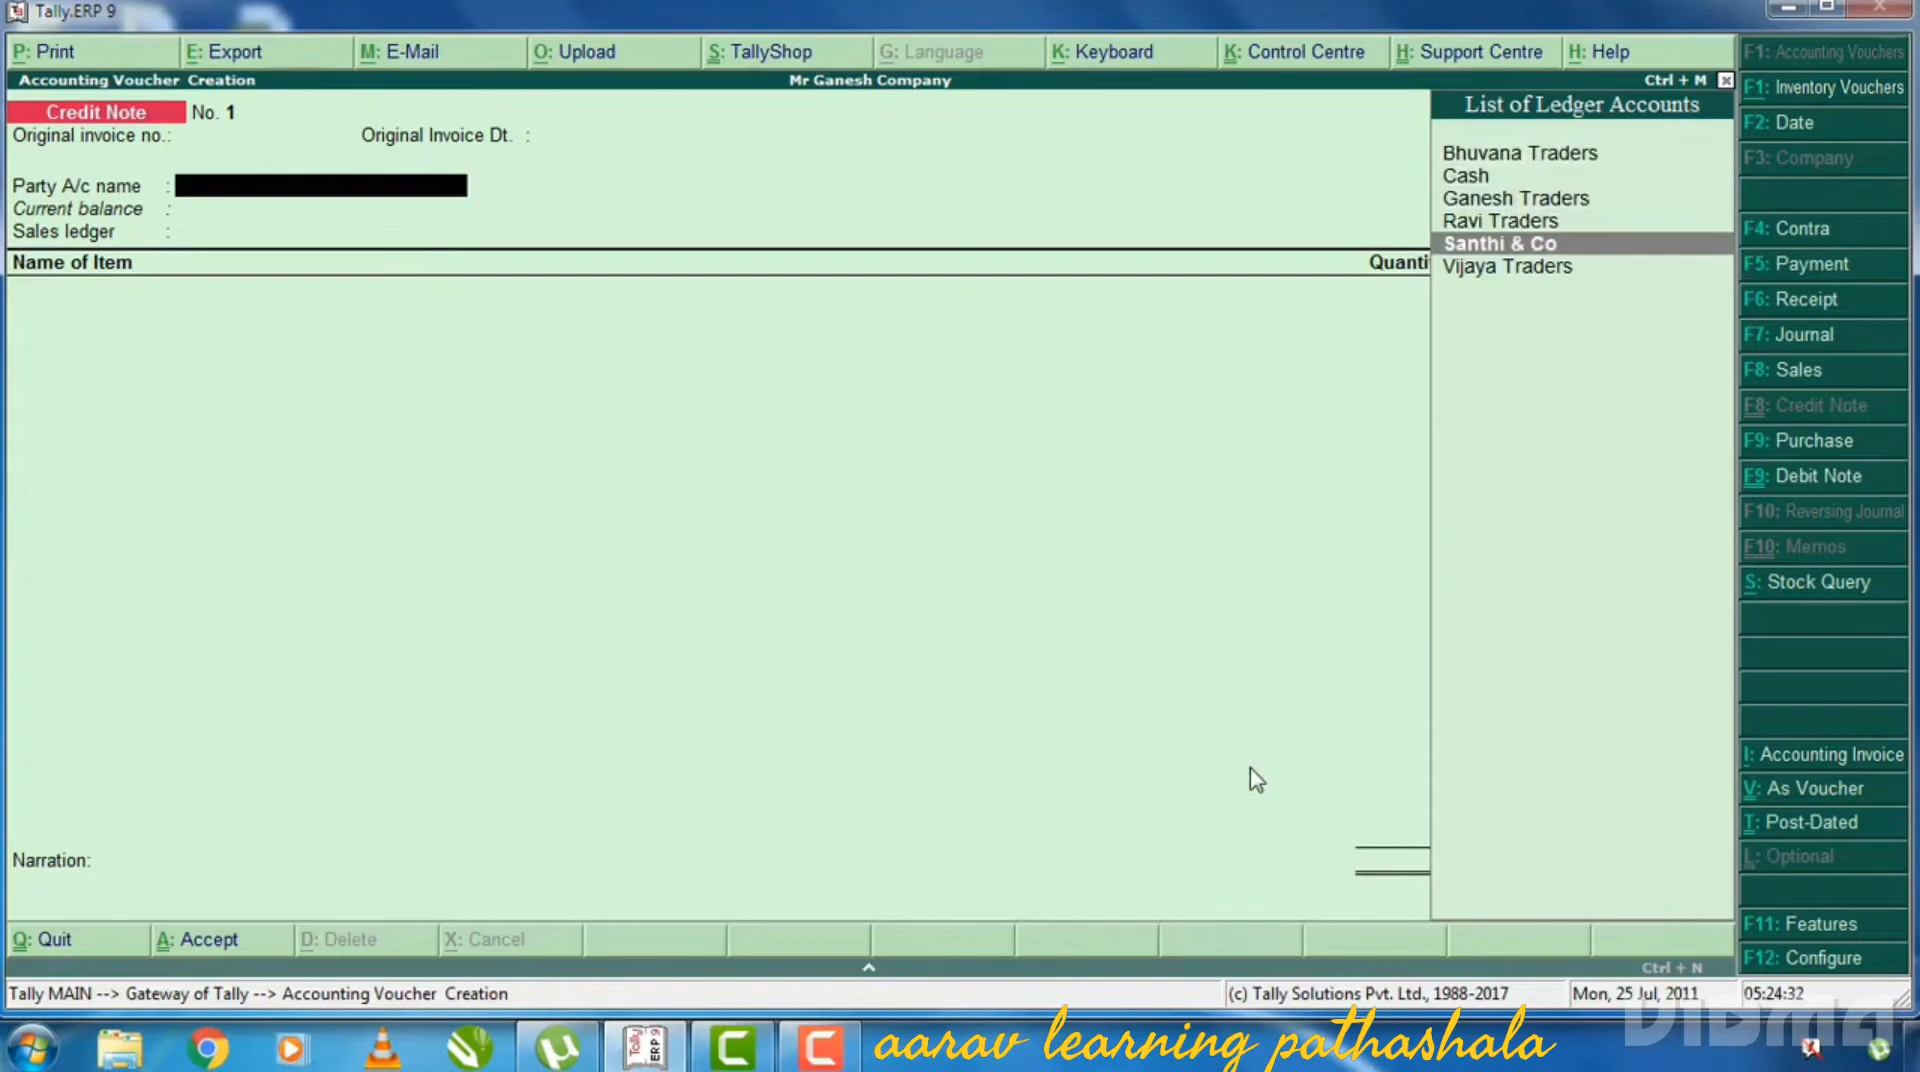 Tally.ERP 9
P: Print E: Export M: E-Mail O: Upload S: TallyShop G: Language K: Keyboard K: Control Centre H: Support Centre H: Help
Accounting Voucher Creation Mr Ganesh Company Ctrl + M
Credit Note No. 1
Original invoice no.: Original Invoice Dt. :
Party A/c name :
Current balance :
Sales ledger :
Name of Item Quanti
List of Ledger Accounts
Bhuvana Traders
Cash
Ganesh Traders
Ravi Traders
Santhi & Co
Vijaya Traders
F1: Accounting Vouchers
F1: Inventory Vouchers
F2: Date
F3: Company
F4: Contra
F5: Payment
F6: Receipt
F7: Journal
F8: Sales
F8: Credit Note
F9: Purchase
F9: Debit Note
F10: Reversing Journal
F10: Memos
S: Stock Query
I: Accounting Invoice
V: As Voucher
T: Post-Dated
L: Optional
F11: Features
F12: Configure
Narration:
Q: Quit A: Accept D: Delete X: Cancel
Ctrl + N
Tally MAIN --> Gateway of Tally --> Accounting Voucher Creation (c) Tally Solutions Pvt. Ltd., 1988-2017 Mon, 25 Jul, 2011 05:24:32
Tally ERP 9
aarav learning pathashala